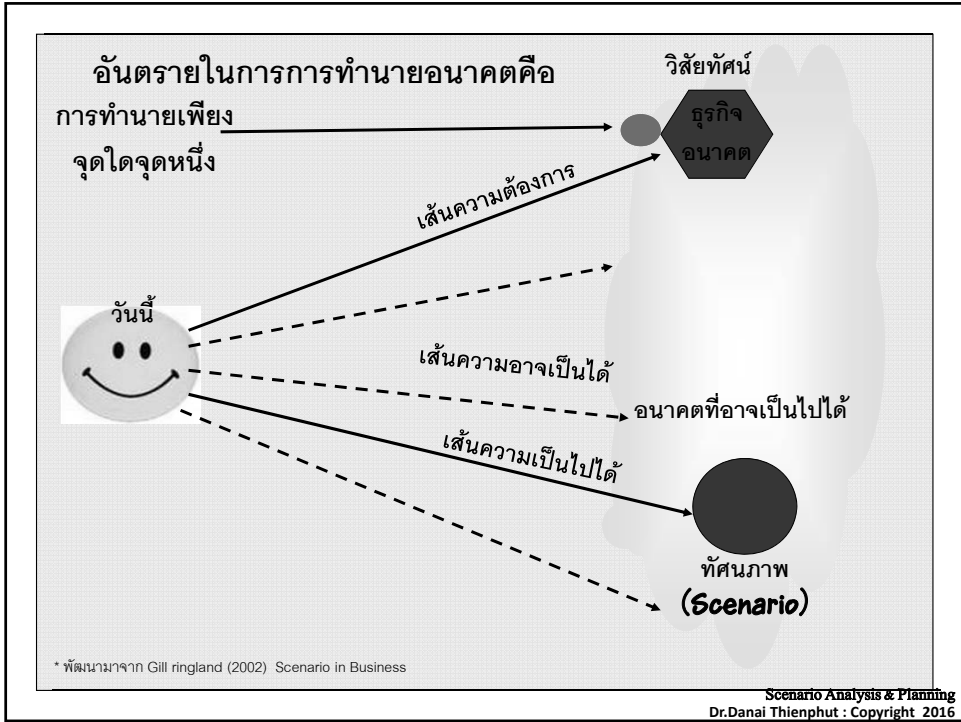 อันตรายในการการทำนายอนาคตคือ
การทำนายเพียง
จุดใดจุดหนึ่ง
วิสัยทัศน์
ธุรกิจ
อนาคต
เส้นความต้องการ
วันนี้
เส้นความอาจเป็นได้
อนาคตที่อาจเป็นไปได้
เส้นความเป็นไปได้
ทัศนภาพ
(Scenario)
* พัฒนามาจาก Gill ringland (2002) Scenario in Business
Scenario Analysis & Planning
Dr.Danai Thienphut : Copyright 2016